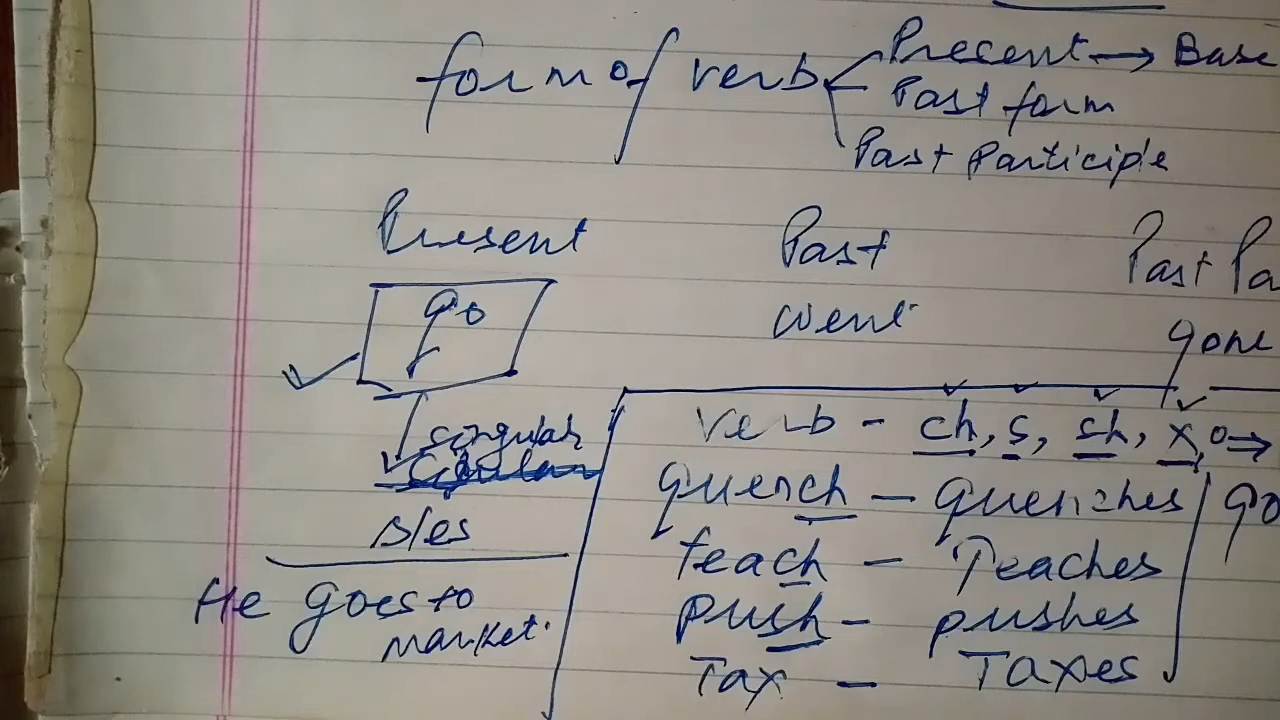 form of verb
Present → Base
Past form
Past Participle
Present Past Past Pa
go went gone
singular
s/es
He goes to
market.
verb - ch, s, sh, x, o →
quench - quenches
go
teach - Teaches
push - pushes
Tax - Taxes